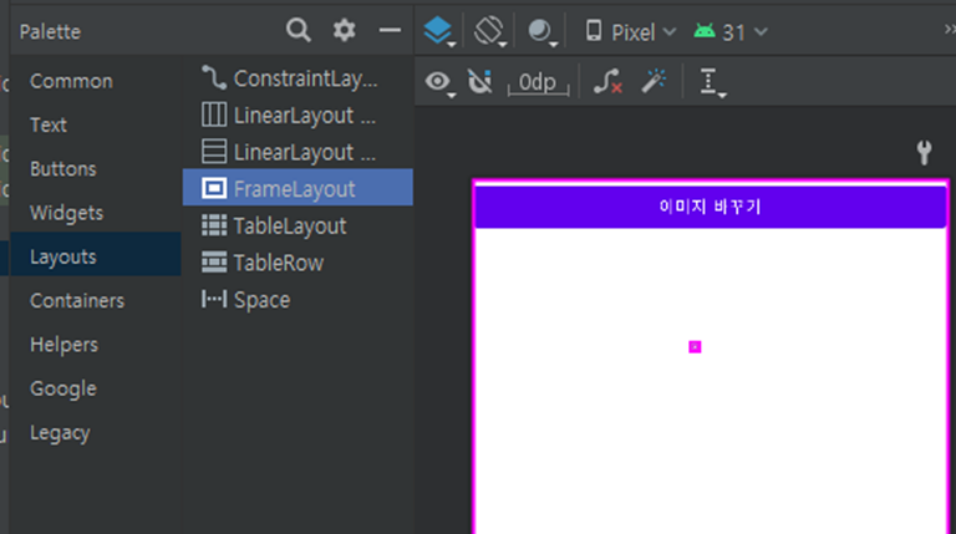 Palette
Pixel
31
Common
Text
Buttons
Widgets
Layouts
Containers
Helpers
Google
Legacy
ConstraintLay...
LinearLayout ...
LinearLayout ...
FrameLayout
TableLayout
TableRow
Space
0dp
이미지 바꾸기